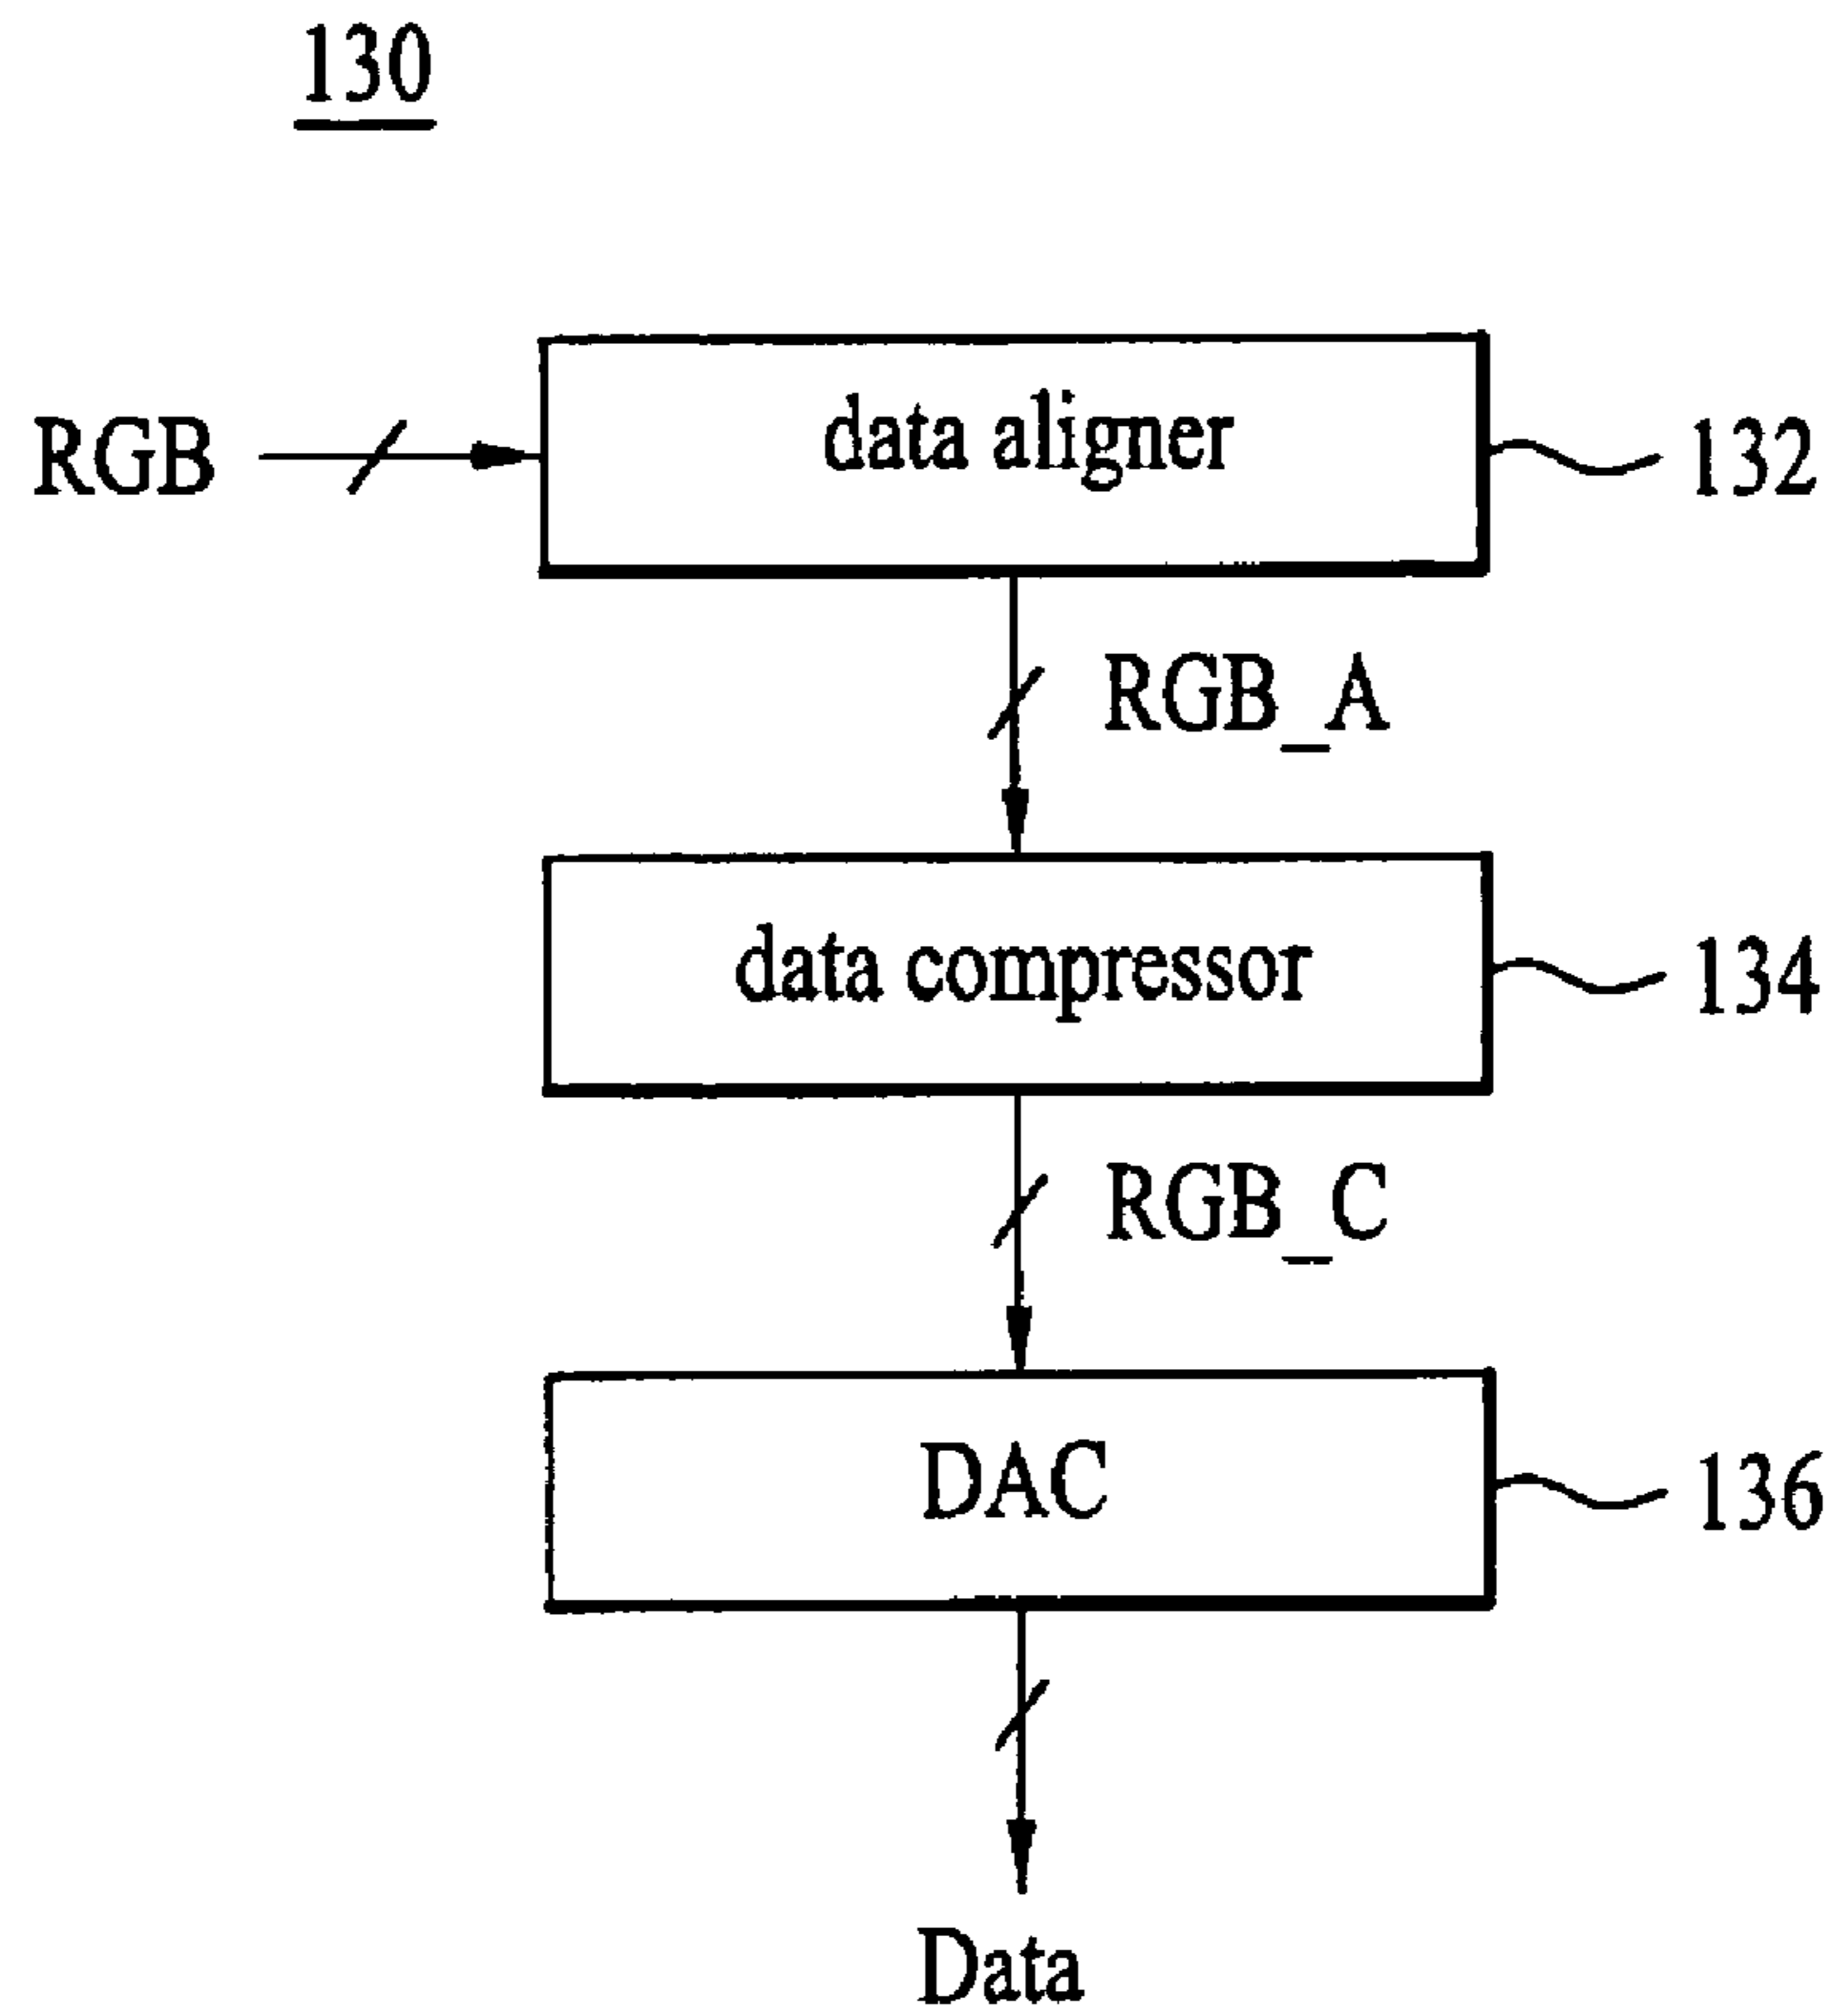 130
data aligner
RGB
132
RGB_A
data compressor
134
RGB_C
DAC
136
Data